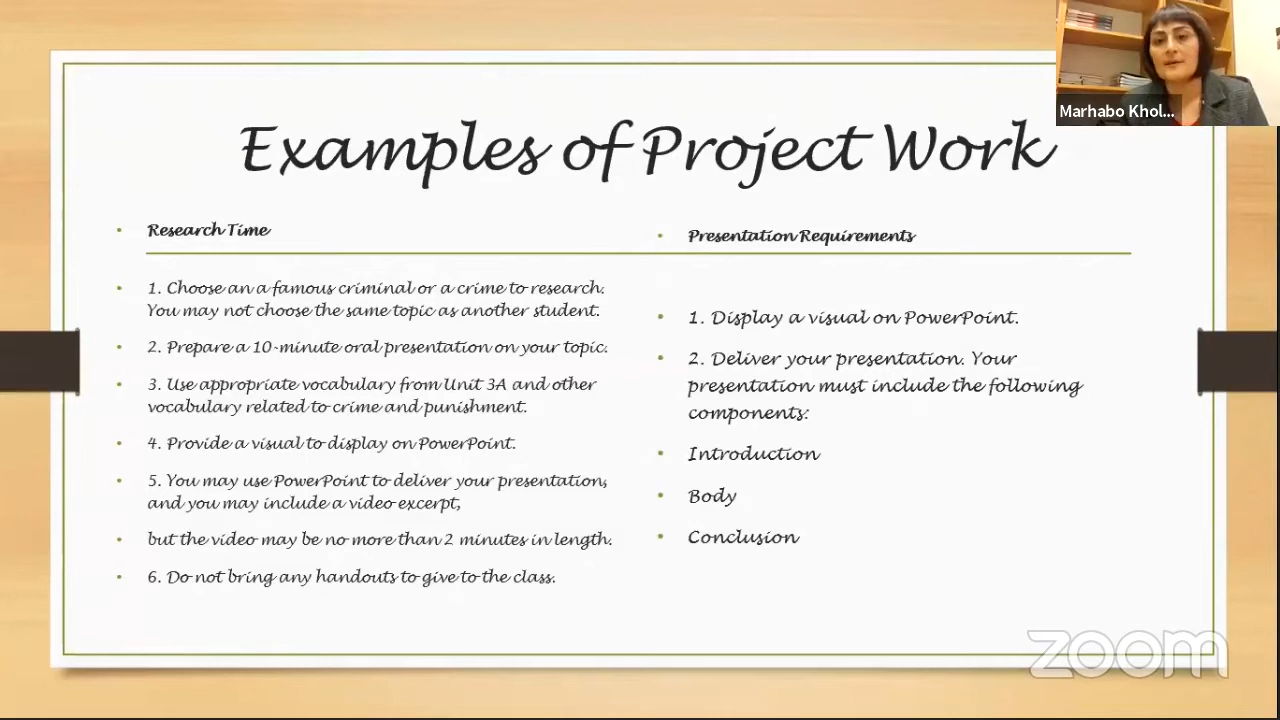 Examples of Project Work
Research Time
1. Choose an a famous criminal or a crime to research.
You may not choose the same topic as another student.
2. Prepare a 10-minute oral presentation on your topic.
3. Use appropriate vocabulary from Unit 3A and other
vocabulary related to crime and punishment.
4. Provide a visual to display on PowerPoint.
5. You may use PowerPoint to deliver your presentation,
and you may include a video excerpt,
but the video may be no more than 2 minutes in length.
6. Do not bring any handouts to give to the class.
Presentation Requirements
1. Display a visual on PowerPoint.
2. Deliver your presentation. Your
presentation must include the following
components:
Introduction
Body
Conclusion
Marhabo Khol...
zoom